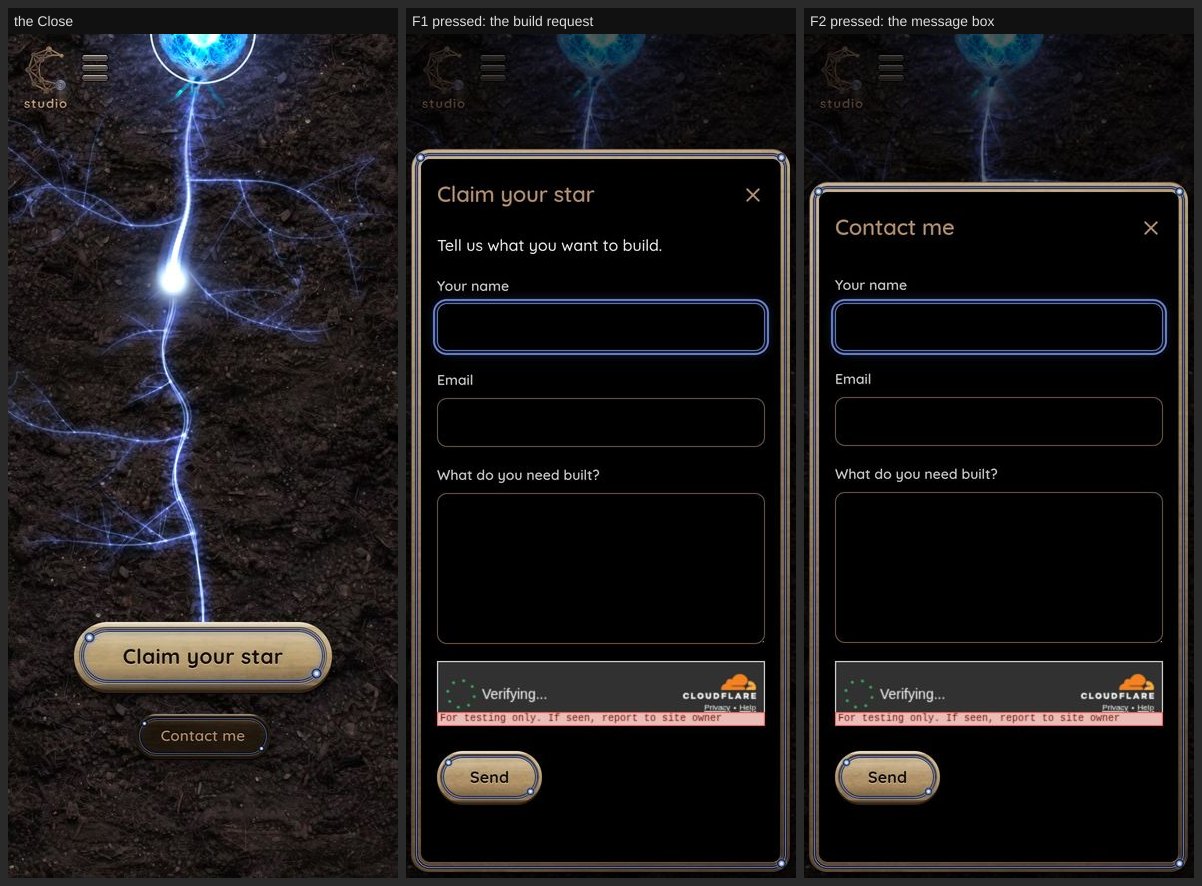 the Close
studio
Claim your star
Contact me
F1 pressed: the build request
studio
Claim your star
Tell us what you want to build.
Your name
Email
What do you need built?
Verifying...
CLOUDFLARE
Privacy • Help
For testing only. If seen, report to site owner
Send
F2 pressed: the message box
studio
Contact me
Your name
Email
What do you need built?
Verifying...
CLOUDFLARE
Privacy • Help
For testing only. If seen, report to site owner
Send